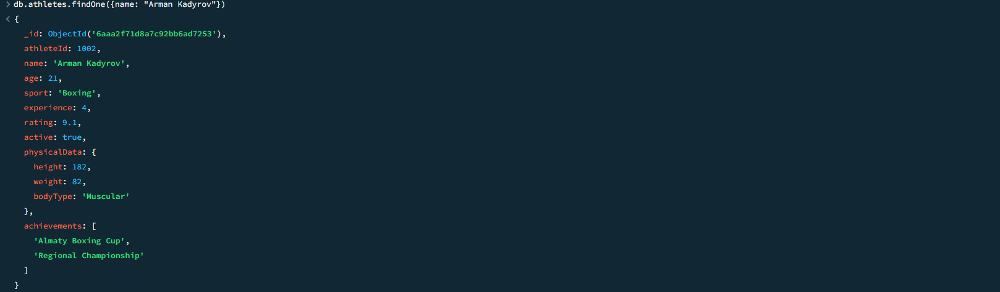 > db.athletes.findOne({name: "Arman Kadyrov"})
< {
_id: ObjectId('6aaa2f71d8a7c92bb6ad7253'),
athleteId: 1002,
name: 'Arman Kadyrov',
age: 21,
sport: 'Boxing',
experience: 4,
rating: 9.1,
active: true,
physicalData: {
height: 182,
weight: 82,
bodyType: 'Muscular'
},
achievements: [
'Almaty Boxing Cup',
'Regional Championship'
]
}